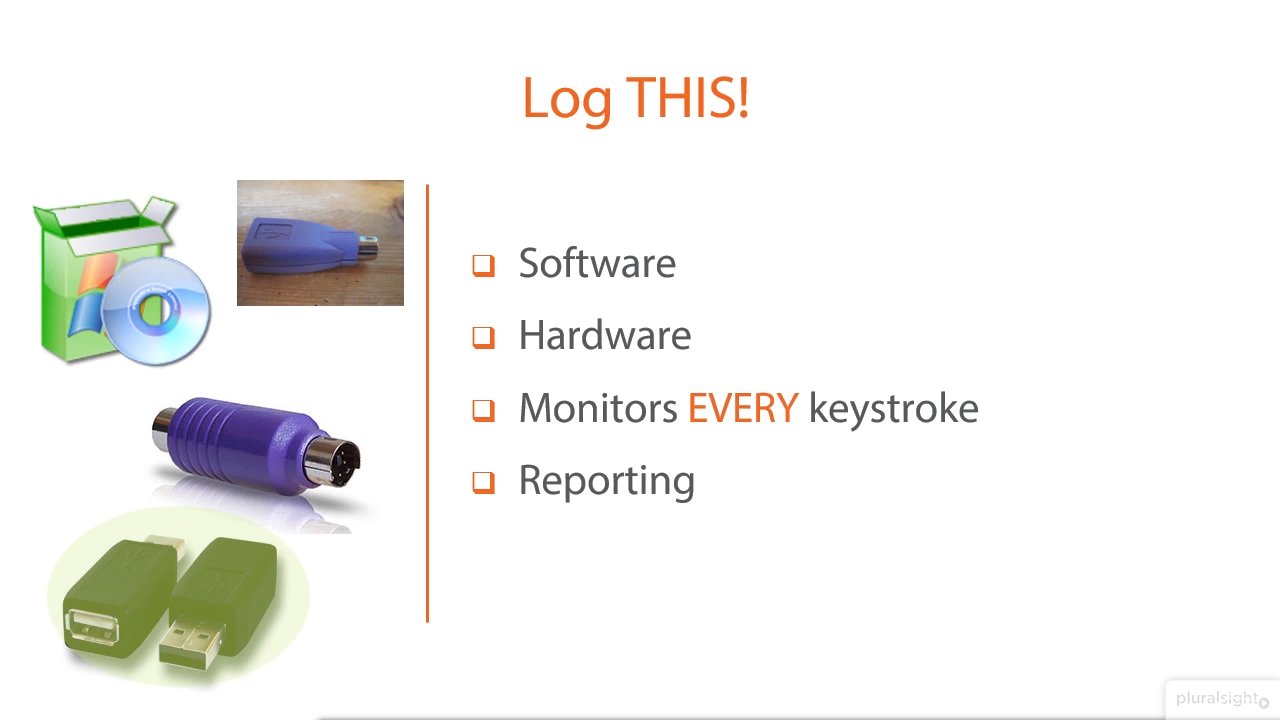 Log THIS!
Software
Hardware
Monitors EVERY keystroke
Reporting
pluralsight